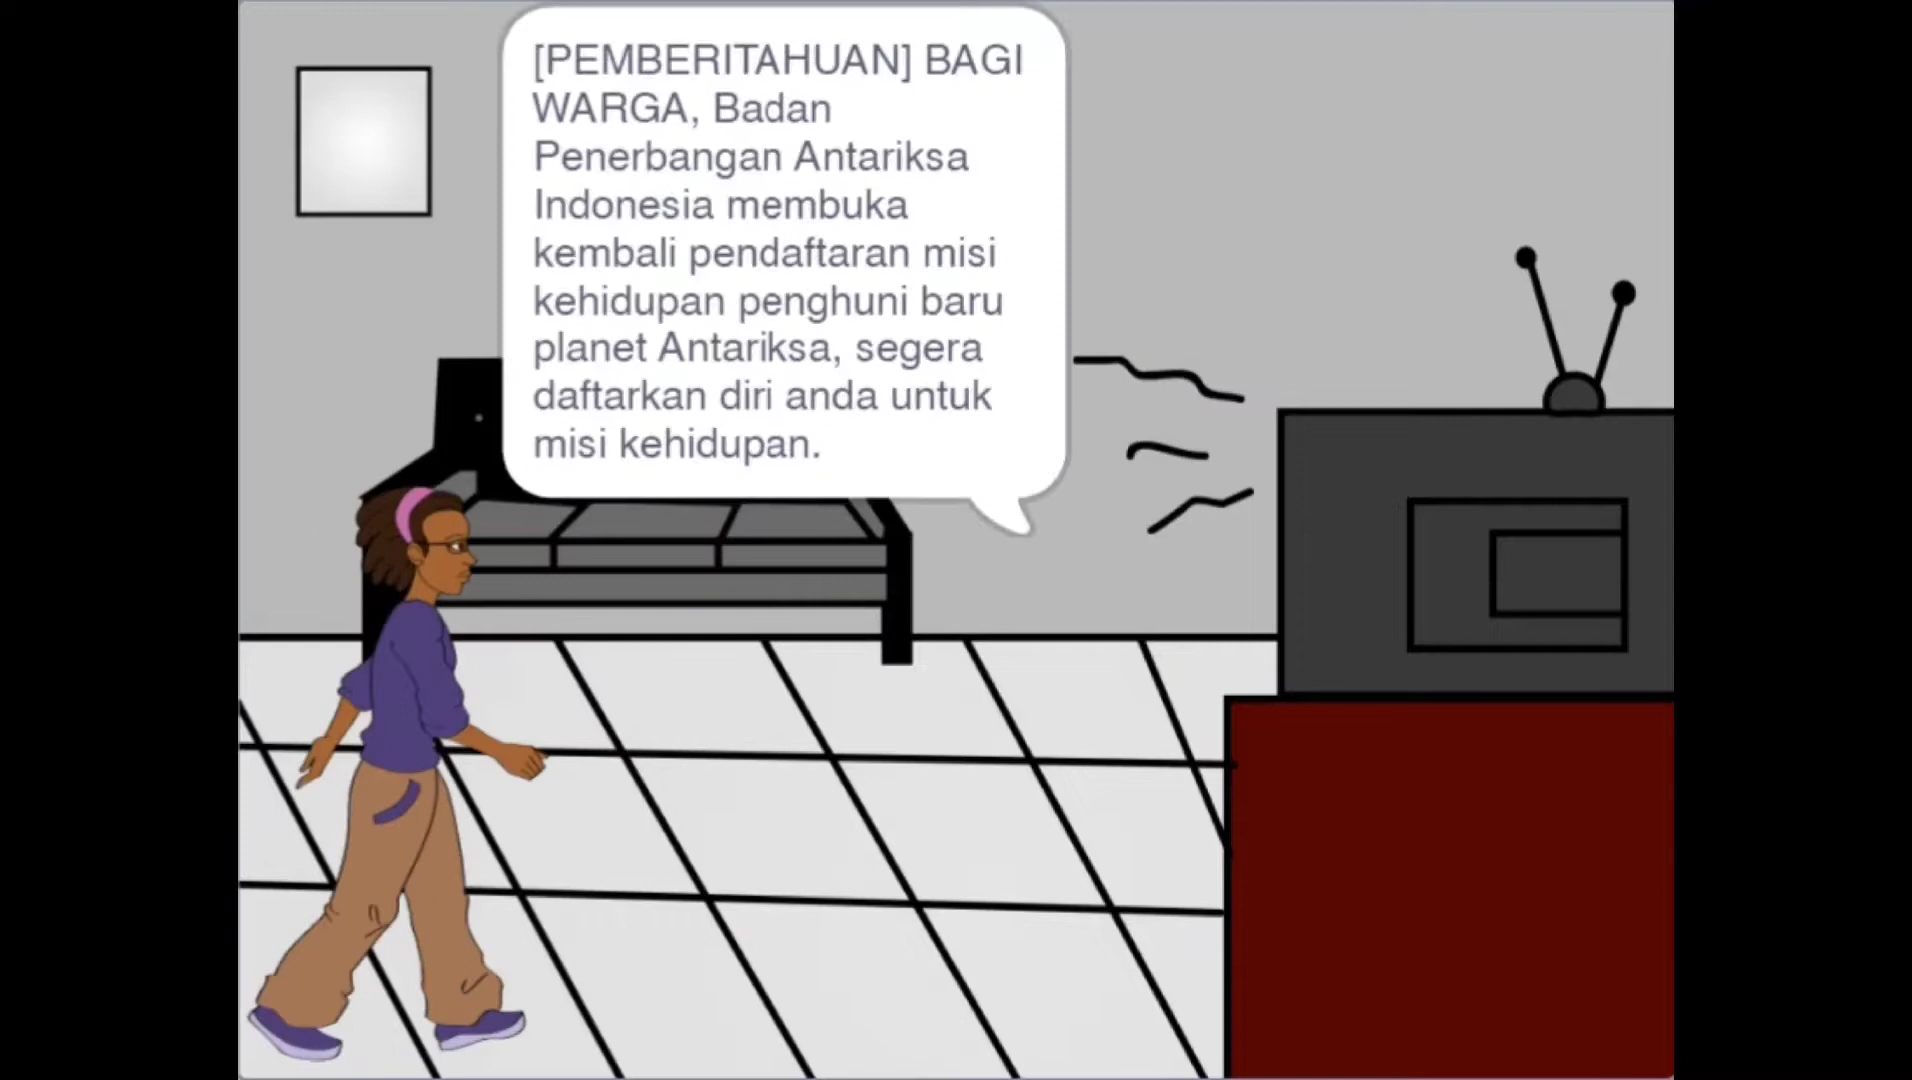 [PEMBERITAHUAN] BAGI
WARGA, Badan
Penerbangan Antariksa
Indonesia membuka
kembali pendaftaran misi
kehidupan penghuni baru
planet Antariksa, segera
daftarkan diri anda untuk
misi kehidupan.